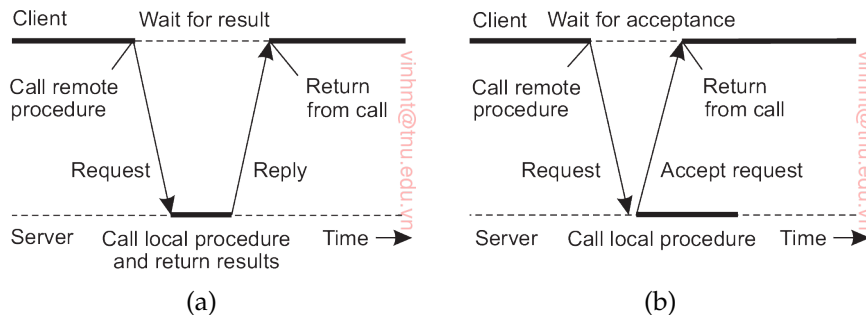 Client
Wait for result
Call remote
procedure
Return
from call
Request
Reply
Server
Call local procedure
and return results
Time
(a)
vinhnt@tnu.edu.vn
Client
Wait for acceptance
Call remote
procedure
Return
from call
Request
Accept request
Server
Call local procedure
Time
(b)
vinhnt@tnu.edu.vn